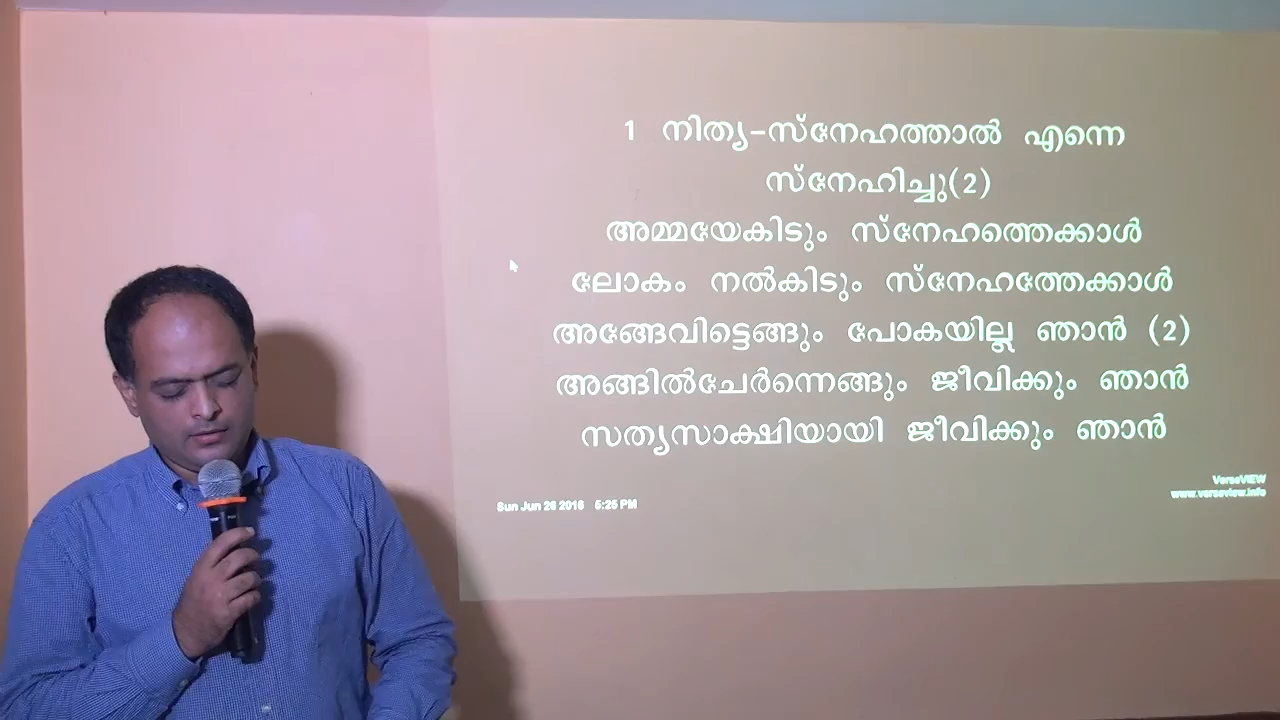 1 നിത്യ-സ്നേഹത്താൽ എന്നെ
സ്നേഹിച്ചു(2)
അമ്മയേകിടും സ്നേഹത്തെക്കാൾ
ലോകം നൽകിടും സ്നേഹത്തേക്കാൾ
അങ്ങേവിട്ടെങ്ങും പോകയില്ല ഞാൻ (2)
അങ്ങിൽചേർന്നെങ്ങും ജീവിക്കും ഞാൻ
സത്യസാക്ഷിയായി ജീവിക്കും ഞാൻ
VerseVIEW
Sun Jun 26 2016 5:25 PM
www.verseview.info